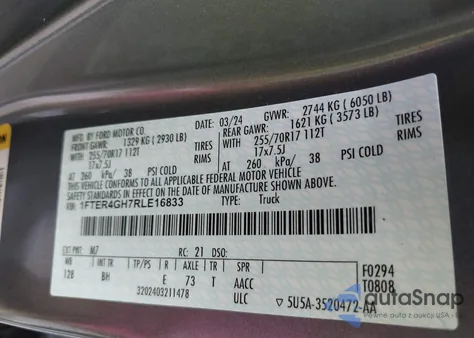 MFD. BY FORD MOTOR CO.
03/24 GVWR: 2744 KG ( 6050 LB)
FRONT GAWR: 1329 KG ( 2930 LB)
REAR GAWR: 1621 KG ( 3573 LB)
WITH 255/70R17 112T TIRES
WITH 255/70R17 112T TIRES
17x7.5J RIMS
17x7.5J RIMS
AT 260 kPa/ 38 PSI COLD
AT 260 kPa/ 38 PSI COLD
THIS VEHICLE CONFORMS TO ALL APPLICABLE FEDERAL MOTOR VEHICLE
SAFETY STANDARDS IN EFFECT ON THE DATE OF MANUFACTURE SHOWN ABOVE.
VIN: 1FTER4GH7RLE16833
TYPE: Truck
EXT PNT: M7 RC: 21 DSO:
WB INT TR TP/PS R AXLE TR SPR
128 BH E 73 T AACC
3202403211478 ULC
F0294
T0808
5U5A-3520472-AA
autoSnap
Единое окно доступа к аукционам США